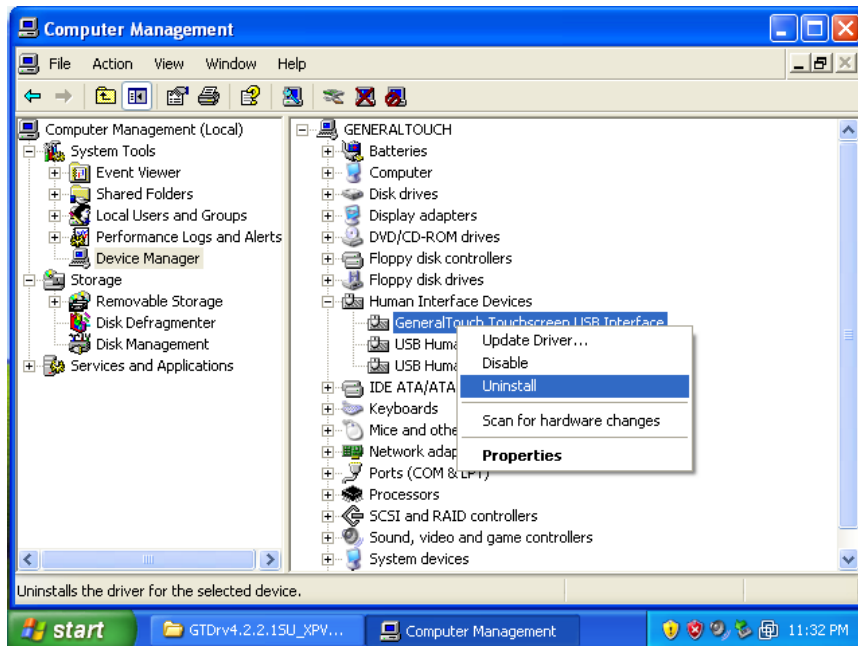 Computer Management
File Action View Window Help
Computer Management (Local)
System Tools
Event Viewer
Shared Folders
Local Users and Groups
Performance Logs and Alerts
Device Manager
Storage
Removable Storage
Disk Defragmenter
Disk Management
Services and Applications
GENERALTOUCH
Batteries
Computer
Disk drives
Display adapters
DVD/CD-ROM drives
Floppy disk controllers
Floppy disk drives
Human Interface Devices
GeneralTouch Touchscreen USB Interface
USB Huma
USB Huma
IDE ATA/ATA
Keyboards
Mice and othe
Network adap
Ports (COM & LPT)
Processors
SCSI and RAID controllers
Sound, video and game controllers
System devices
Update Driver...
Disable
Uninstall
Scan for hardware changes
Properties
Uninstalls the driver for the selected device.
start GTDrv4.2.2.15U_XPV... Computer Management 11:32 PM